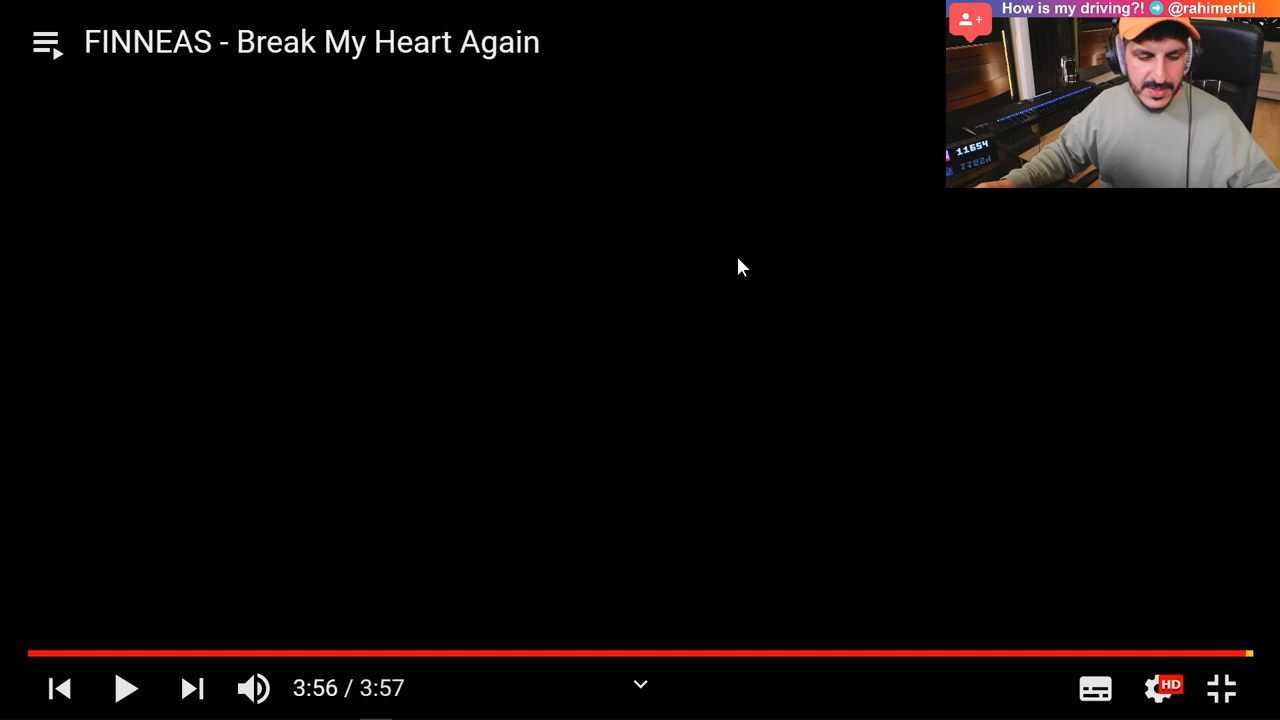 How is my driving?! @rahimerbil
FINNEAS - Break My Heart Again
11654
3:56 / 3:57
HD